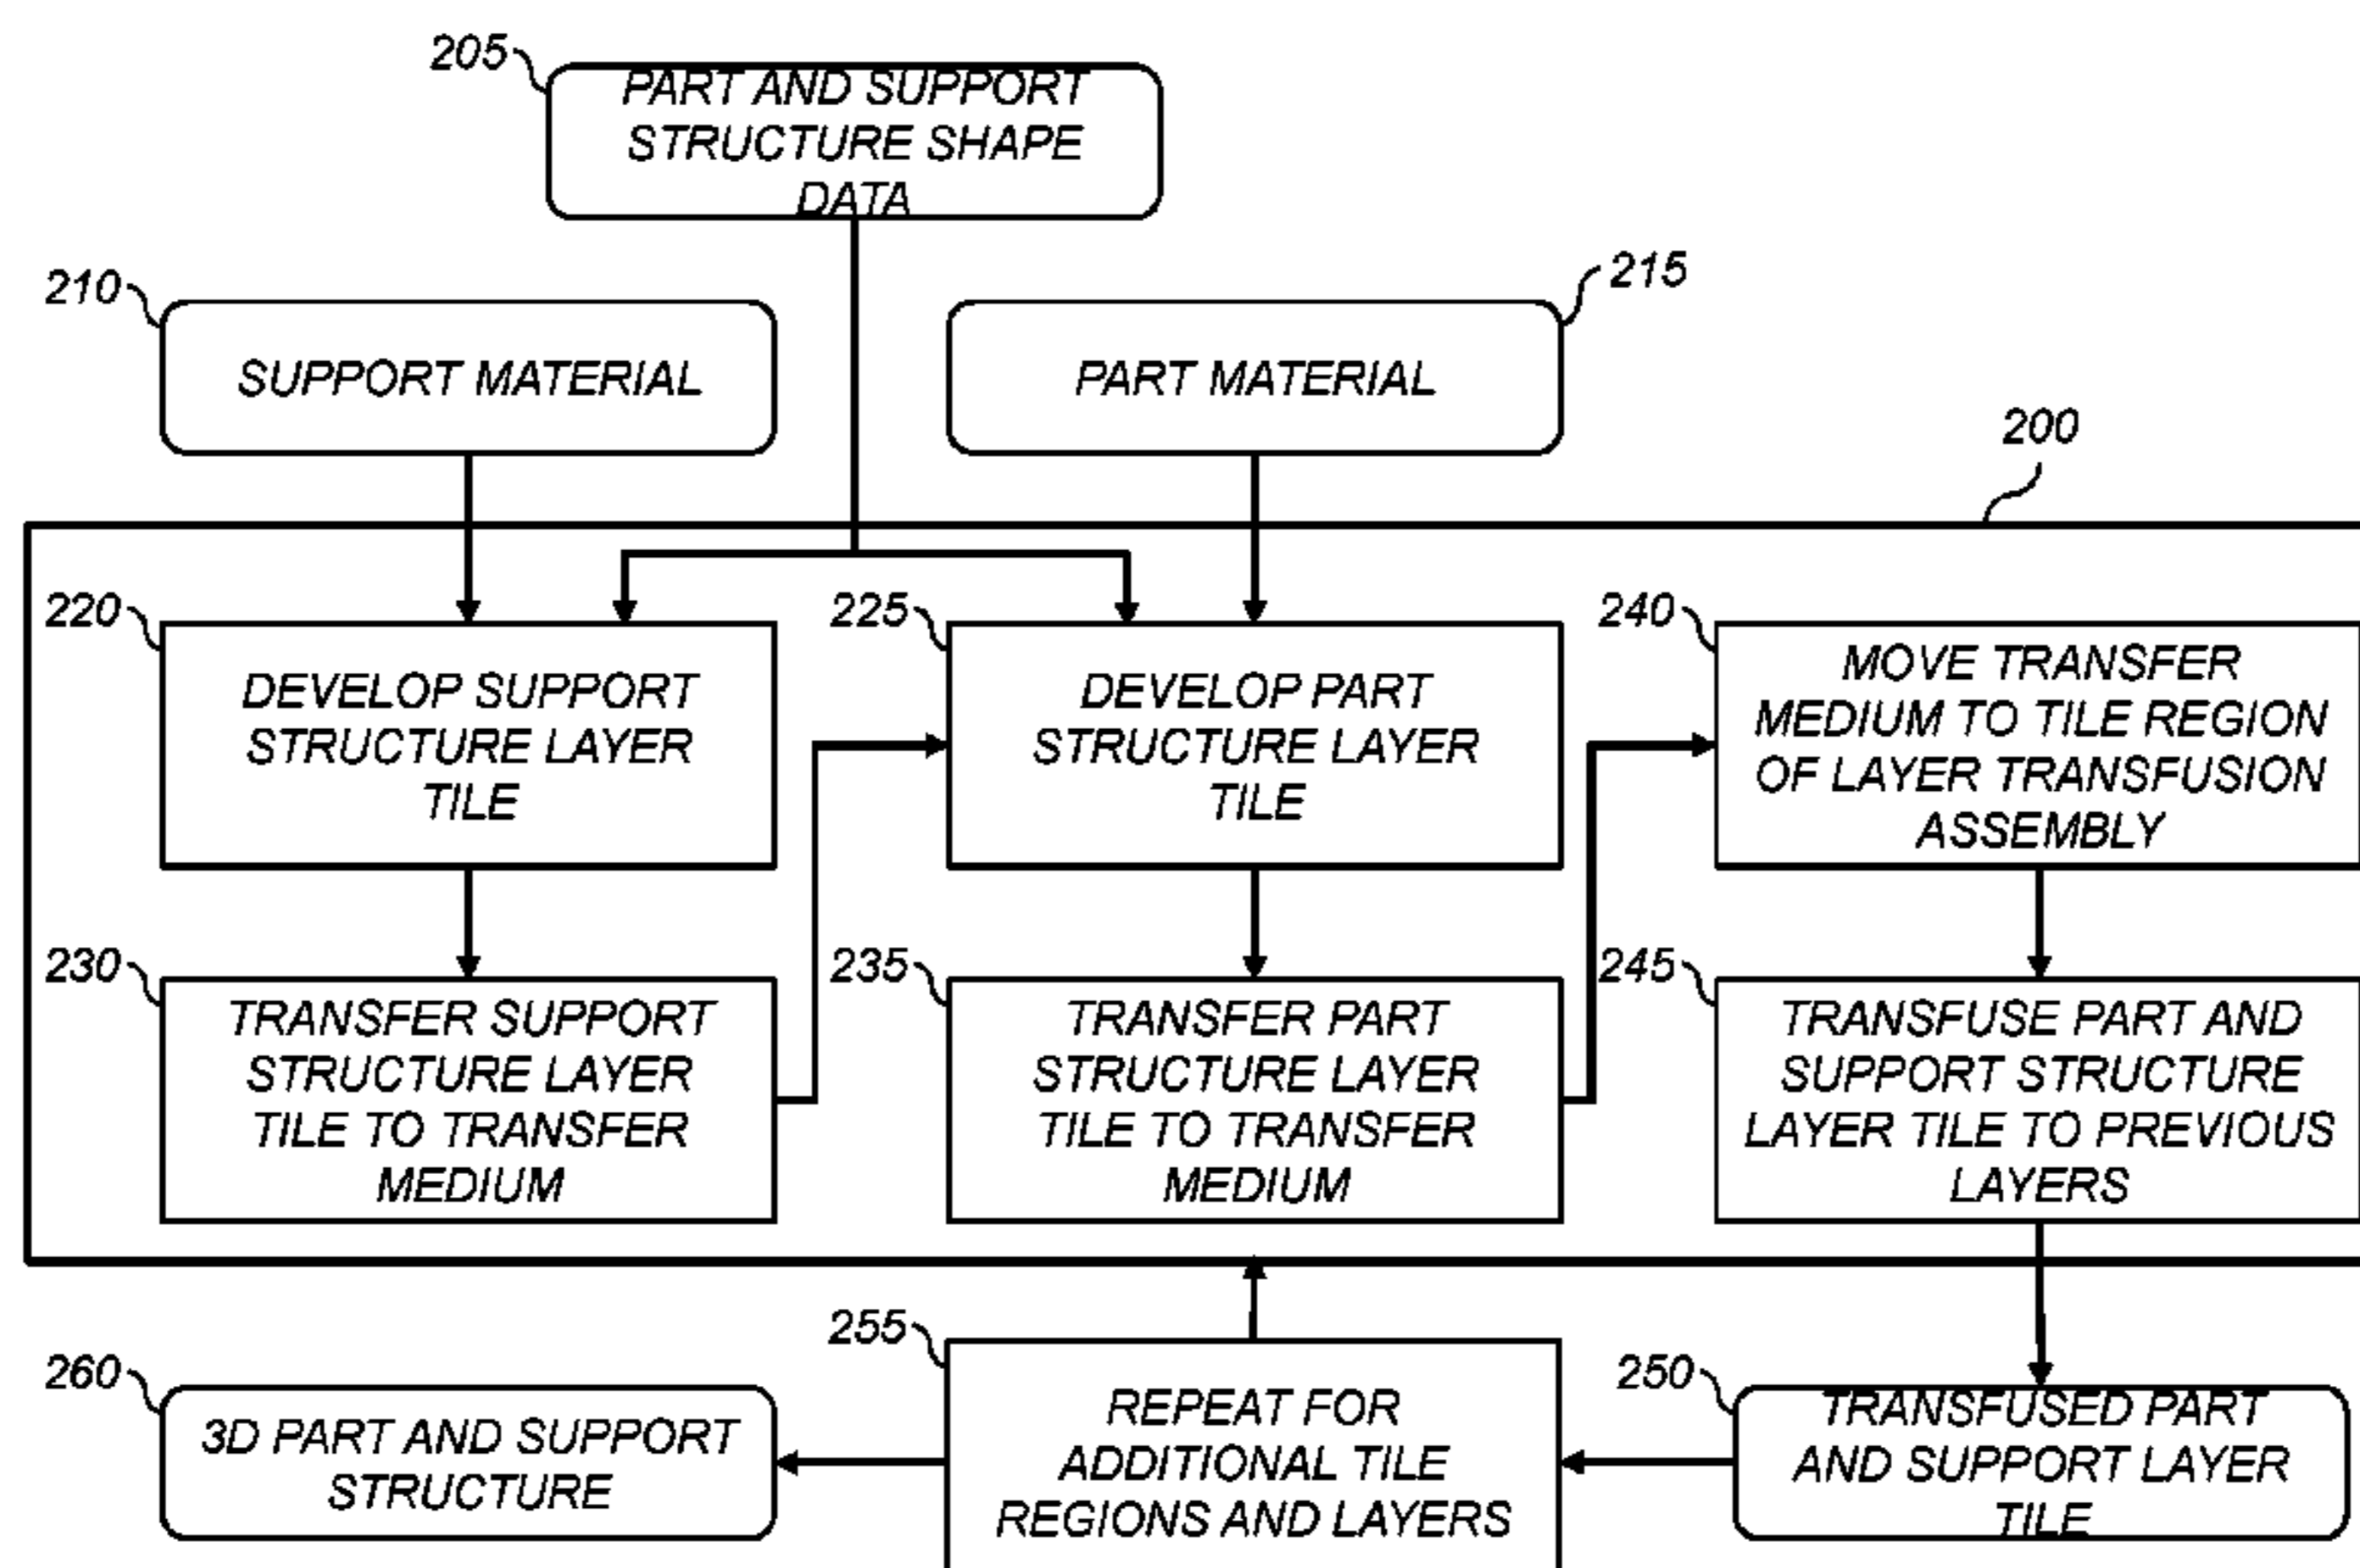 205
PART AND SUPPORT
STRUCTURE SHAPE
DATA
210
SUPPORT MATERIAL
215
PART MATERIAL
200
220
DEVELOP SUPPORT
STRUCTURE LAYER
TILE
225
DEVELOP PART
STRUCTURE LAYER
TILE
240
MOVE TRANSFER
MEDIUM TO TILE REGION
OF LAYER TRANSFUSION
ASSEMBLY
230
TRANSFER SUPPORT
STRUCTURE LAYER
TILE TO TRANSFER
MEDIUM
235
TRANSFER PART
STRUCTURE LAYER
TILE TO TRANSFER
MEDIUM
245
TRANSFUSE PART AND
SUPPORT STRUCTURE
LAYER TILE TO PREVIOUS
LAYERS
260
3D PART AND SUPPORT
STRUCTURE
255
REPEAT FOR
ADDITIONAL TILE
REGIONS AND LAYERS
250
TRANSFUSED PART
AND SUPPORT LAYER
TILE